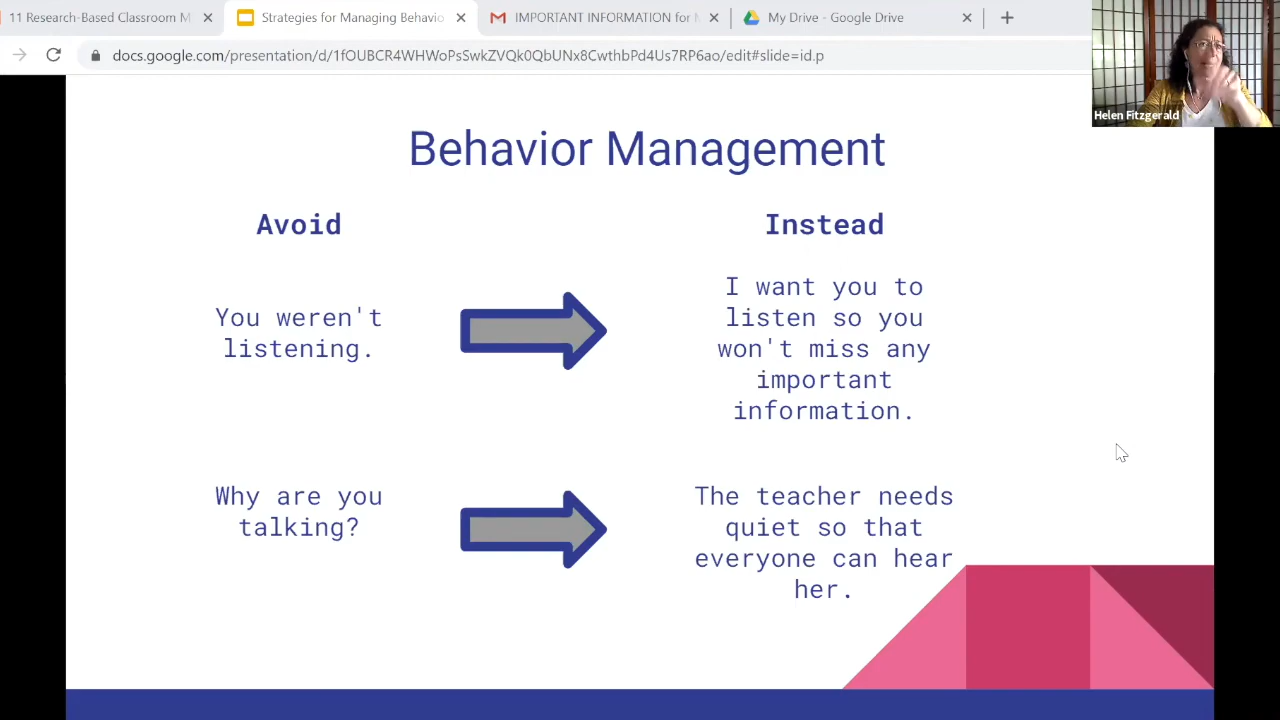 11 Research-Based Classroom M
Strategies for Managing Behavio
IMPORTANT INFORMATION for
My Drive - Google Drive
docs.google.com/presentation/d/1fOUBCR4WHWoPsSwkZVQk0QbUNx8CwthbPd4Us7RP6ao/edit#slide=id.p
Helen Fitzgerald
Behavior Management
Avoid
Instead
You weren't
listening.
I want you to
listen so you
won't miss any
important
information.
Why are you
talking?
The teacher needs
quiet so that
everyone can hear
her.